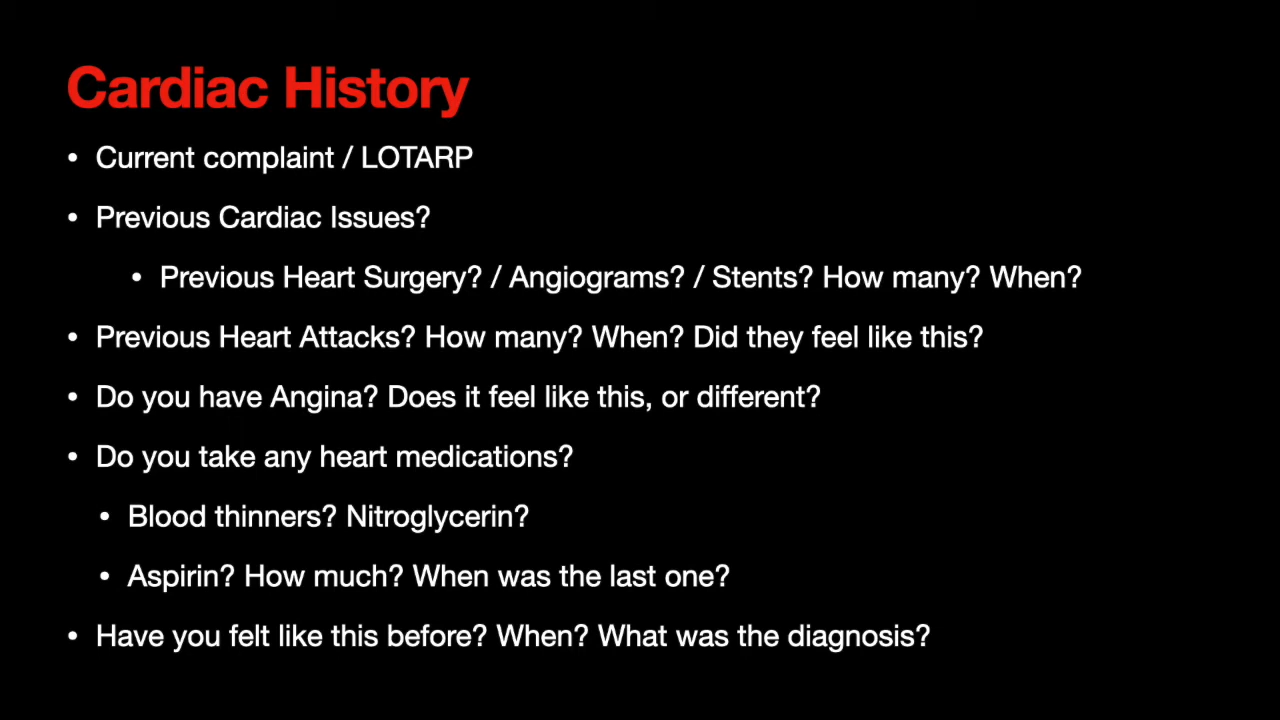 Cardiac History
• Current complaint / LOTARP
• Previous Cardiac Issues?
• Previous Heart Surgery? / Angiograms? / Stents? How many? When?
• Previous Heart Attacks? How many? When? Did they feel like this?
• Do you have Angina? Does it feel like this, or different?
• Do you take any heart medications?
• Blood thinners? Nitroglycerin?
• Aspirin? How much? When was the last one?
• Have you felt like this before? When? What was the diagnosis?